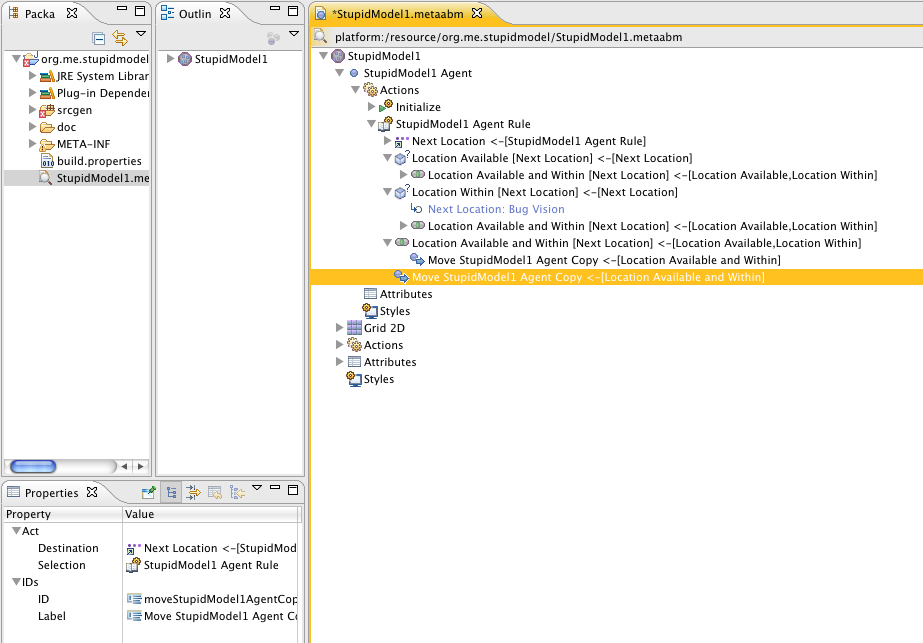 Packa
org.me.stupidmodel
JRE System Librar
Plug-in Depender
srcgen
doc
META-INF
build.properties
StupidModel1.me
Outlin
StupidModel1
*StupidModel1.metaabm
platform:/resource/org.me.stupidmodel/StupidModel1.metaabm
StupidModel1
StupidModel1 Agent
Actions
Initialize
StupidModel1 Agent Rule
Next Location <-[StupidModel1 Agent Rule]
Location Available [Next Location] <-[Next Location]
Location Available and Within [Next Location] <-[Location Available,Location Within]
Location Within [Next Location] <-[Next Location]
Next Location: Bug Vision
Location Available and Within [Next Location] <-[Location Available,Location Within]
Location Available and Within [Next Location] <-[Location Available,Location Within]
Move StupidModel1 Agent Copy <-[Location Available and Within]
Move StupidModel1 Agent Copy <-[Location Available and Within]
Attributes
Styles
Grid 2D
Actions
Attributes
Styles
Properties
Property Value
Act
Destination Next Location <-[StupidMod
Selection StupidModel1 Agent Rule
IDs
ID moveStupidModel1AgentCop
Label Move StupidModel1 Agent Co